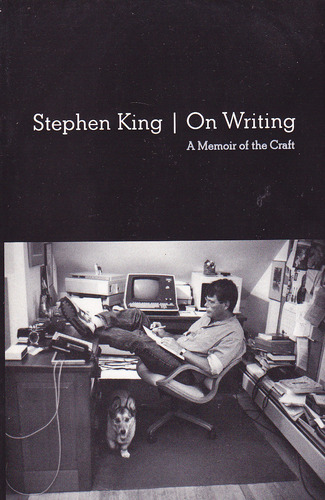 Stephen King | On Writing
A Memoir of the Craft